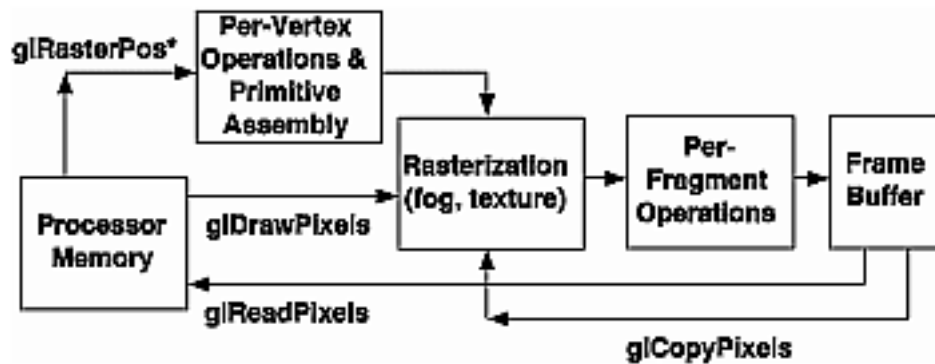 glRasterPos*
Per-Vertex
Operations &
Primitive
Assembly
Rasterization
(fog, texture)
Per-
Fragment
Operations
Frame
Buffer
Processor
Memory
glDrawPixels
glReadPixels
glCopyPixels